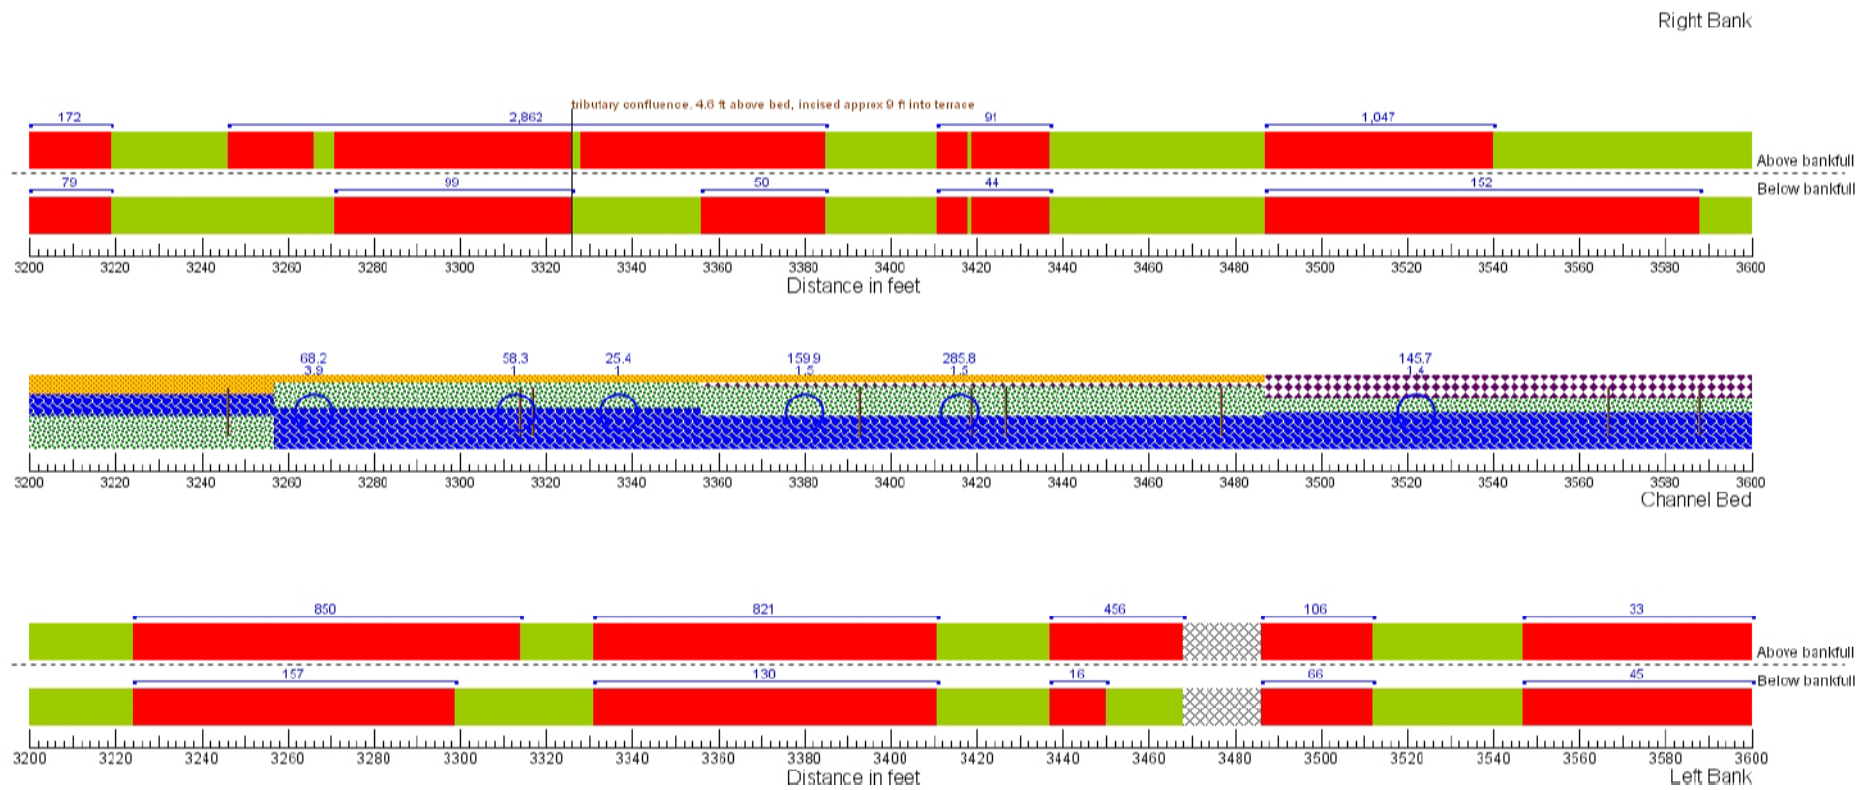 Right Bank
tributary confluence, 4.6 ft above bed, incised approx 9 ft into terrace
172 2,862 91 1,047
Above bankfull
79 99 50 44 152
Below bankfull
3200 3220 3240 3260 3280 3300 3320 3340 3360 3380 3400 3420 3440 3460 3480 3500 3520 3540 3560 3580 3600
Distance in feet
68.2 58.3 25.4 159.9 285.8 145.7
3.9 1 1 1.5 1.5 1.4
3200 3220 3240 3260 3280 3300 3320 3340 3360 3380 3400 3420 3440 3460 3480 3500 3520 3540 3560 3580 3600
Channel Bed
850 821 456 106 33
Above bankfull
157 130 16 66 45
Below bankfull
3200 3220 3240 3260 3280 3300 3320 3340 3360 3380 3400 3420 3440 3460 3480 3500 3520 3540 3560 3580 3600
Distance in feet Left Bank